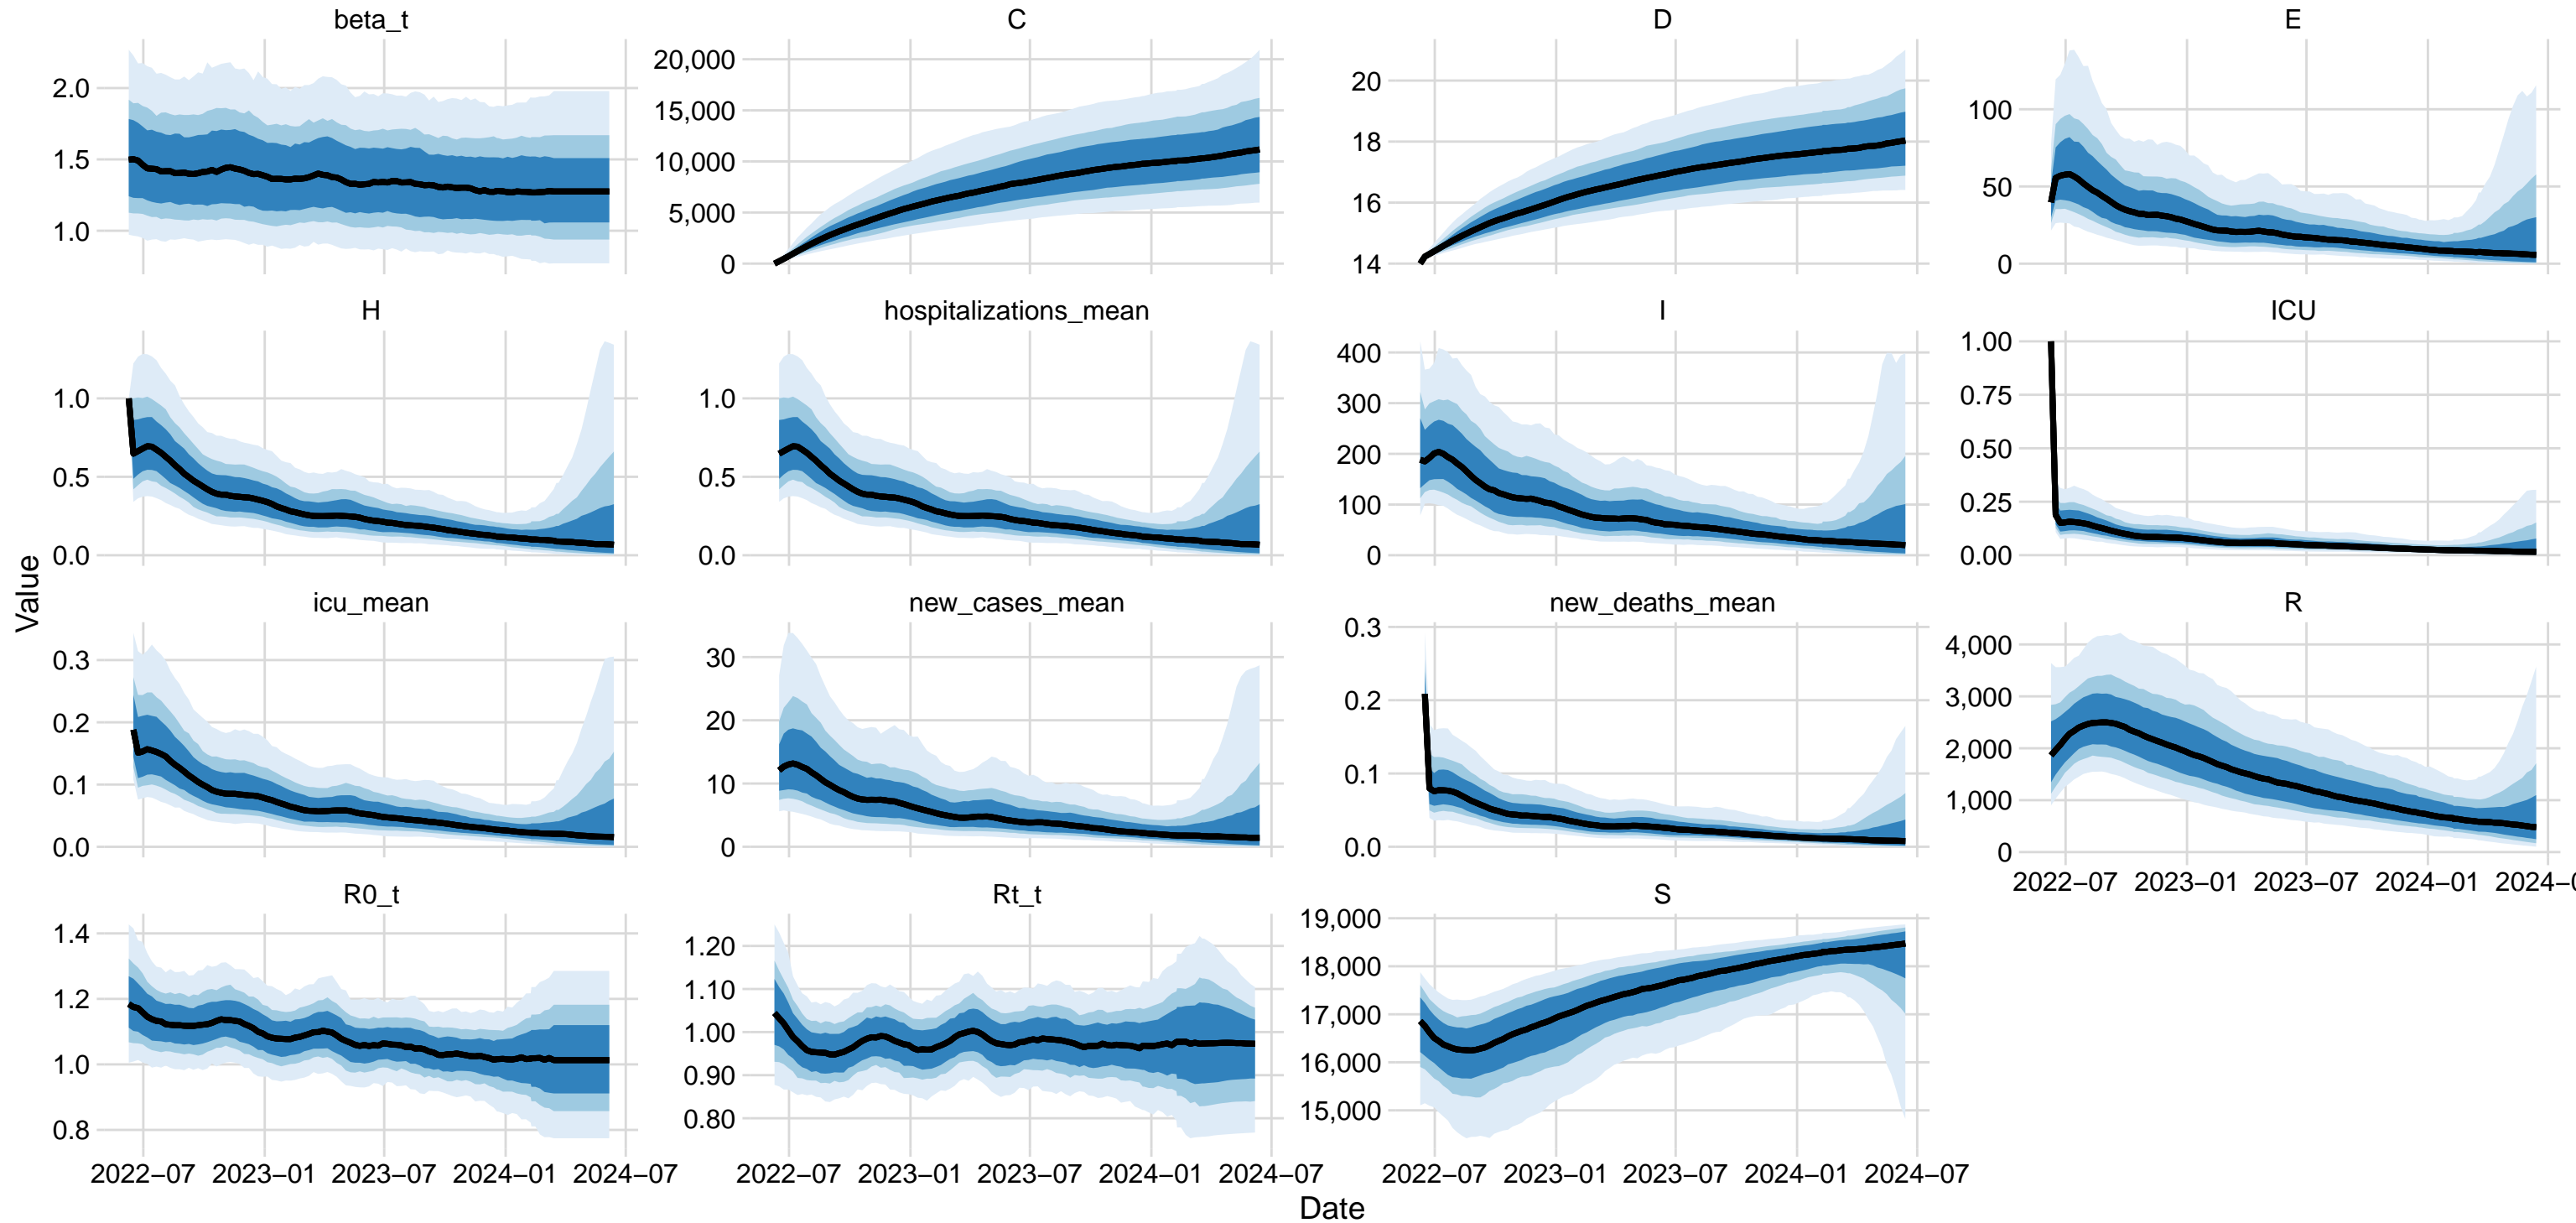 beta_t
C
D
E
2.0
1.5
1.0
20,000
15,000
10,000
5,000
0
20
18
16
14
100
50
0
H
hospitalizations_mean
I
ICU
1.0
0.5
0.0
1.0
0.5
0.0
400
300
200
100
0
1.00
0.75
0.50
0.25
0.00
Value
icu_mean
new_cases_mean
new_deaths_mean
R
0.3
0.2
0.1
0.0
30
20
10
0
0.3
0.2
0.1
0.0
4,000
3,000
2,000
1,000
0
2022−07 2023−01 2023−07 2024−01 2024−0
R0_t
Rt_t
S
1.4
1.2
1.0
0.8
1.20
1.10
1.00
0.90
0.80
19,000
18,000
17,000
16,000
15,000
2022−07 2023−01 2023−07 2024−01 2024−07
2022−07 2023−01 2023−07 2024−01 2024−07
2022−07 2023−01 2023−07 2024−01 2024−07
Date